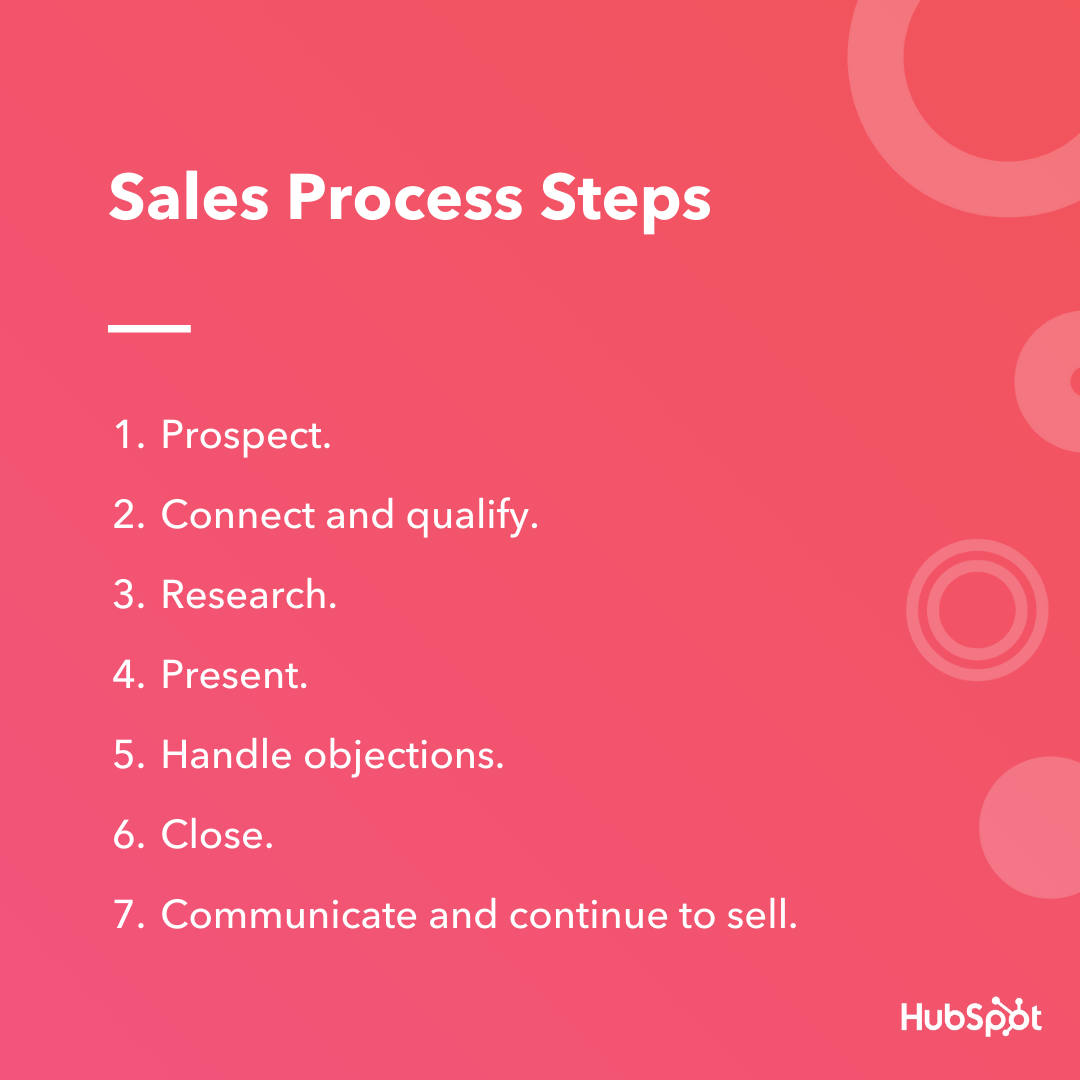 Sales Process Steps
1. Prospect.
2. Connect and qualify.
3. Research.
4. Present.
5. Handle objections.
6. Close.
7. Communicate and continue to sell.
HubSpot